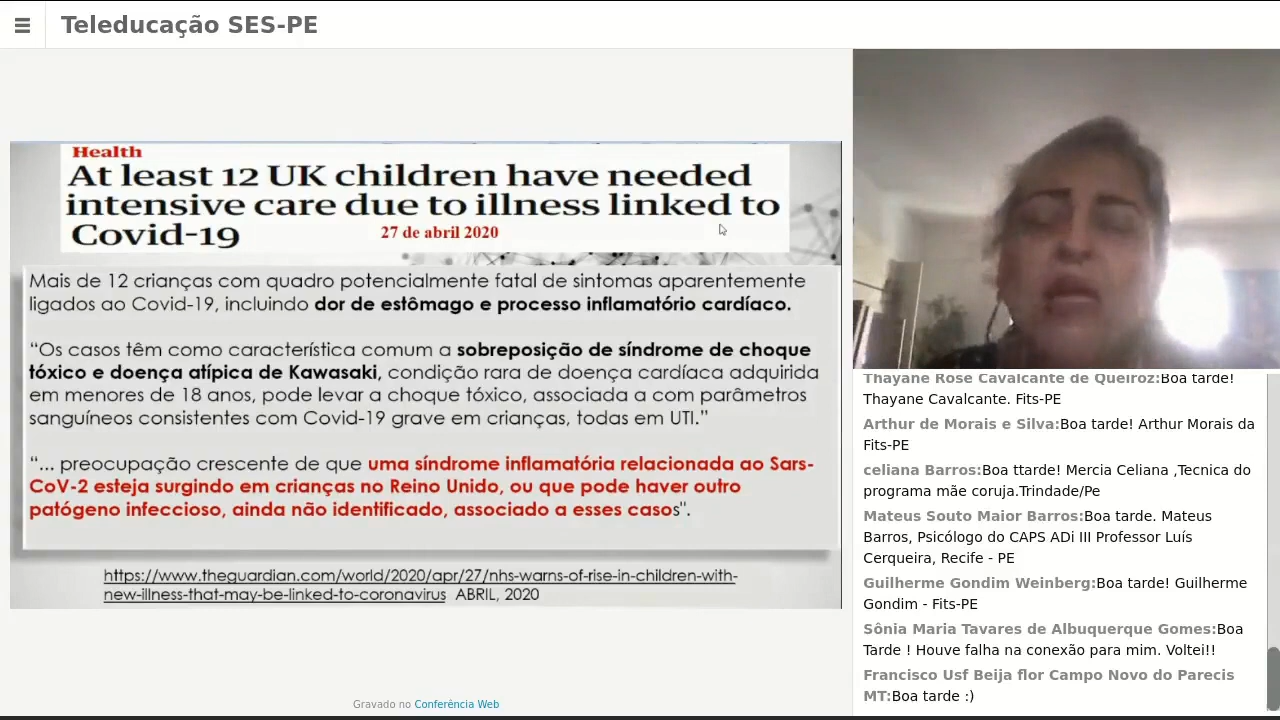 Teleducação SES-PE
Health
At least 12 UK children have needed
intensive care due to illness linked to
Covid-19
27 de abril 2020
Mais de 12 crianças com quadro potencialmente fatal de sintomas aparentemente
ligados ao Covid-19, incluindo dor de estômago e processo inflamatório cardíaco.
“Os casos têm como característica comum a sobreposição de síndrome de choque
tóxico e doença atípica de Kawasaki, condição rara de doença cardíaca adquirida
em menores de 18 anos, pode levar a choque tóxico, associada a com parâmetros
sanguíneos consistentes com Covid-19 grave em crianças, todas em UTI.”
“... preocupação crescente de que uma síndrome inflamatória relacionada ao Sars-
CoV-2 esteja surgindo em crianças no Reino Unido, ou que pode haver outro
patógeno infeccioso, ainda não identificado, associado a esses casos".
https://www.theguardian.com/world/2020/apr/27/nhs-warns-of-rise-in-children-with-
new-illness-that-may-be-linked-to-coronavirus ABRIL, 2020
Gravado no Conferência Web
Thayane Rose Cavalcante de Queiroz:Boa tarde!
Thayane Cavalcante. Fits-PE
Arthur de Morais e Silva:Boa tarde! Arthur Morais da
Fits-PE
celiana Barros:Boa ttarde! Mercia Celiana ,Tecnica do
programa mãe coruja.Trindade/Pe
Mateus Souto Maior Barros:Boa tarde. Mateus
Barros, Psicólogo do CAPS ADi III Professor Luís
Cerqueira, Recife - PE
Guilherme Gondim Weinberg:Boa tarde! Guilherme
Gondim - Fits-PE
Sônia Maria Tavares de Albuquerque Gomes:Boa
Tarde ! Houve falha na conexão para mim. Voltei!!
Francisco Usf Beija flor Campo Novo do Parecis
MT:Boa tarde :)